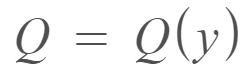 Q = Q(y)